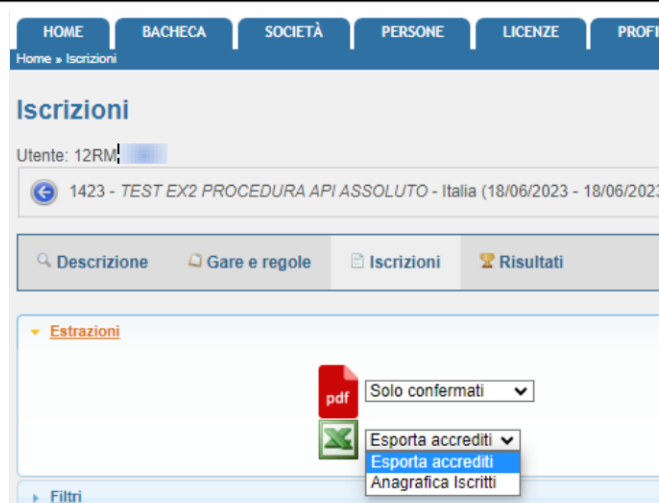 HOME BACHECA SOCIETÀ PERSONE LICENZE PROFI
Home » Iscrizioni
Iscrizioni
Utente: 12RM
1423 - TEST EX2 PROCEDURA API ASSOLUTO - Italia (18/06/2023 - 18/06/2023
Descrizione Gare e regole Iscrizioni Risultati
Estrazioni
pdf Solo confermati
Esporta accrediti
Esporta accrediti
Anagrafica Iscritti
Filtri